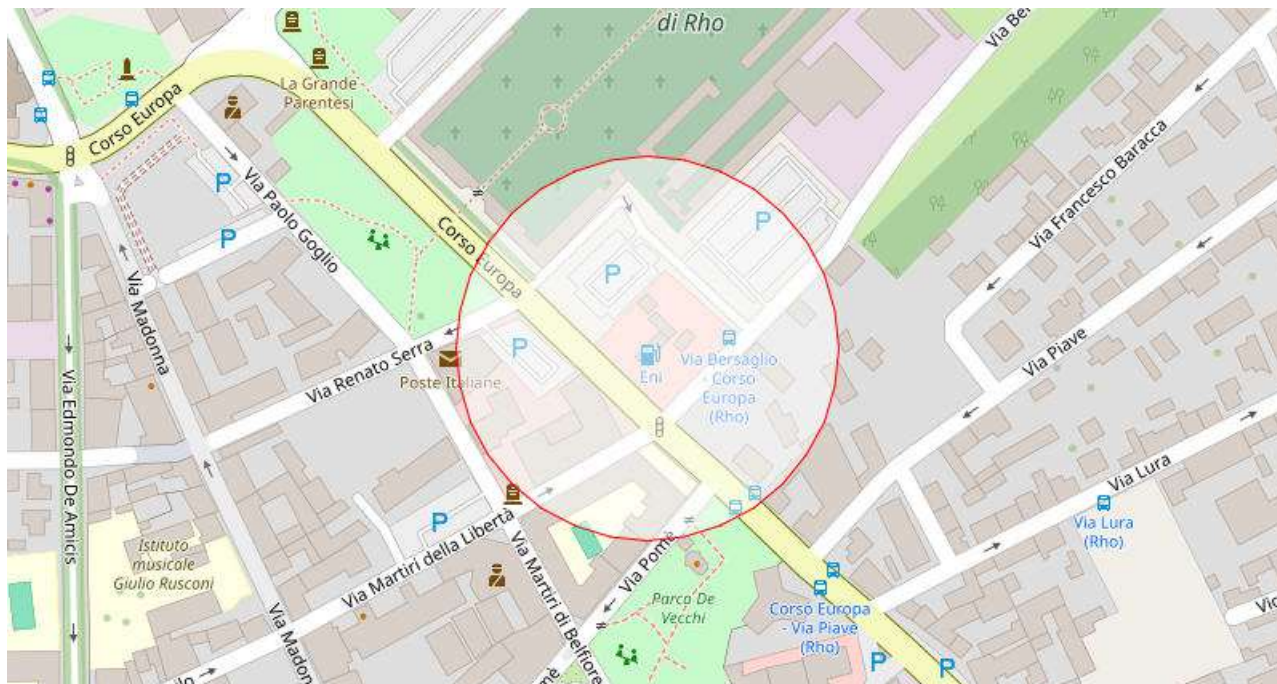 di Rho
Via Ber
La Grande
Parentesi
Corso Europa
Via Paolo Goglio
Via Francesco Baracca
Via Madonna
Corso Europa
P
P
P
P
P
Via Renato Serra
Poste Italiane
Eni
Via Bersaglio
- Corso
Europa
(Rho)
Via Piave
Via Edmondo De Amicis
Via Lura
Via Lura
(Rho)
P
Via Martiri della Libertà
Istituto
musicale
Giulio Rusconi
Via Martiri di Belfiore
Via Pomè
Parco De
Vecchi
Corso Europa
- Via Piave
(Rho)
Via Madon
P
P